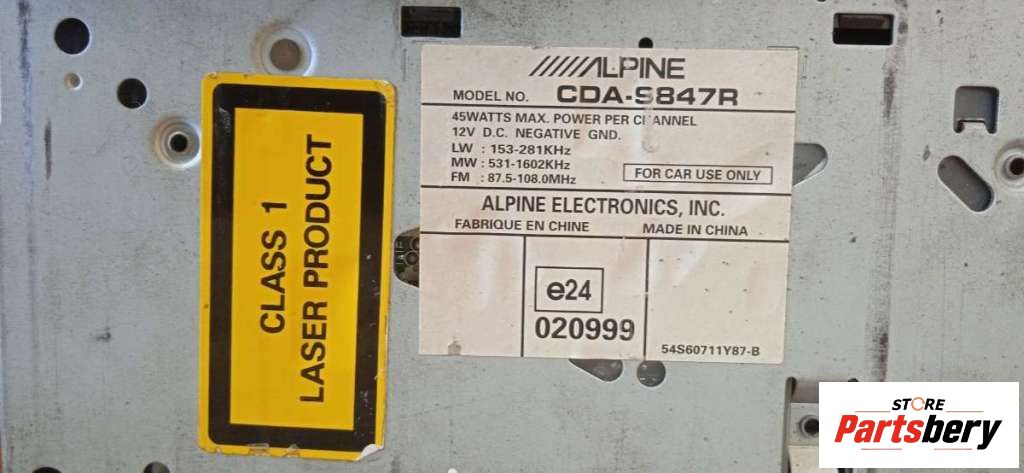 CLASS 1
LASER PRODUCT
ALPINE
MODEL NO. CDA-9847R
45WATTS MAX. POWER PER CHANNEL
12V D.C. NEGATIVE GND.
LW : 153-281KHz
MW : 531-1602KHz
FM : 87.5-108.0MHz
FOR CAR USE ONLY
ALPINE ELECTRONICS, INC.
FABRIQUE EN CHINE MADE IN CHINA
e24
020999
54S60711Y87-B
STORE
Partsbery